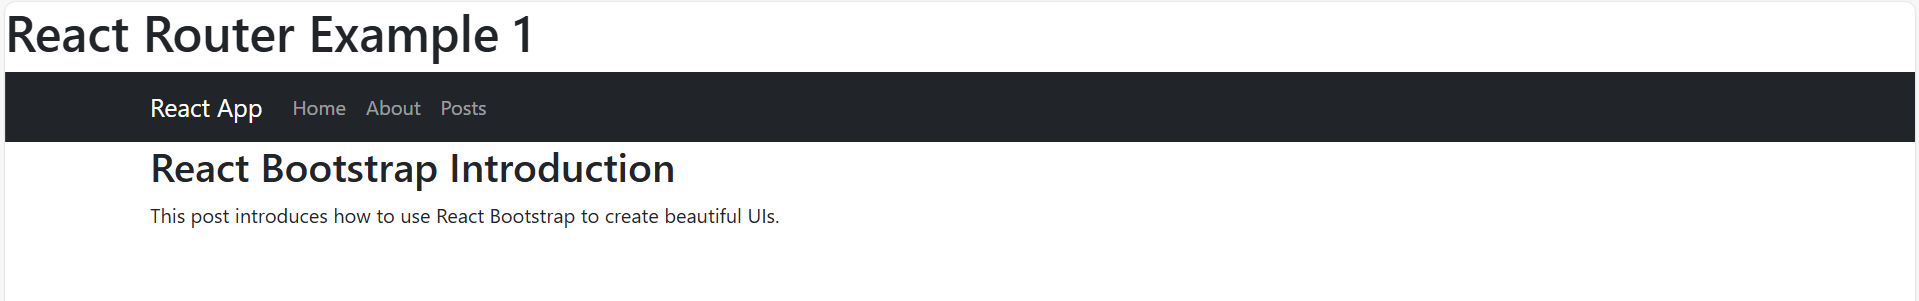 React Router Example 1
React App Home About Posts
React Bootstrap Introduction
This post introduces how to use React Bootstrap to create beautiful UIs.